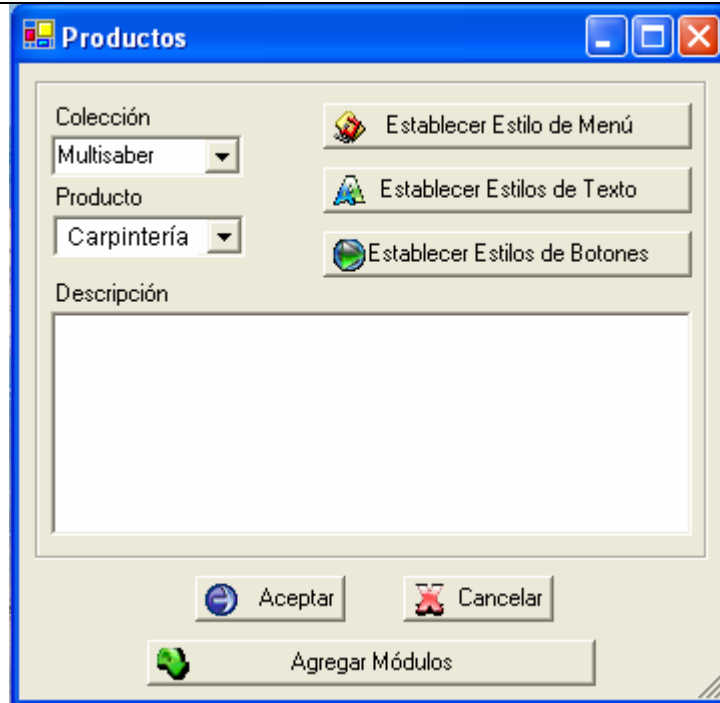 Productos
Colección
Multisaber
Producto
Carpintería
Establecer Estilo de Menú
Establecer Estilos de Texto
Establecer Estilos de Botones
Descripción
Aceptar
Cancelar
Agregar Módulos